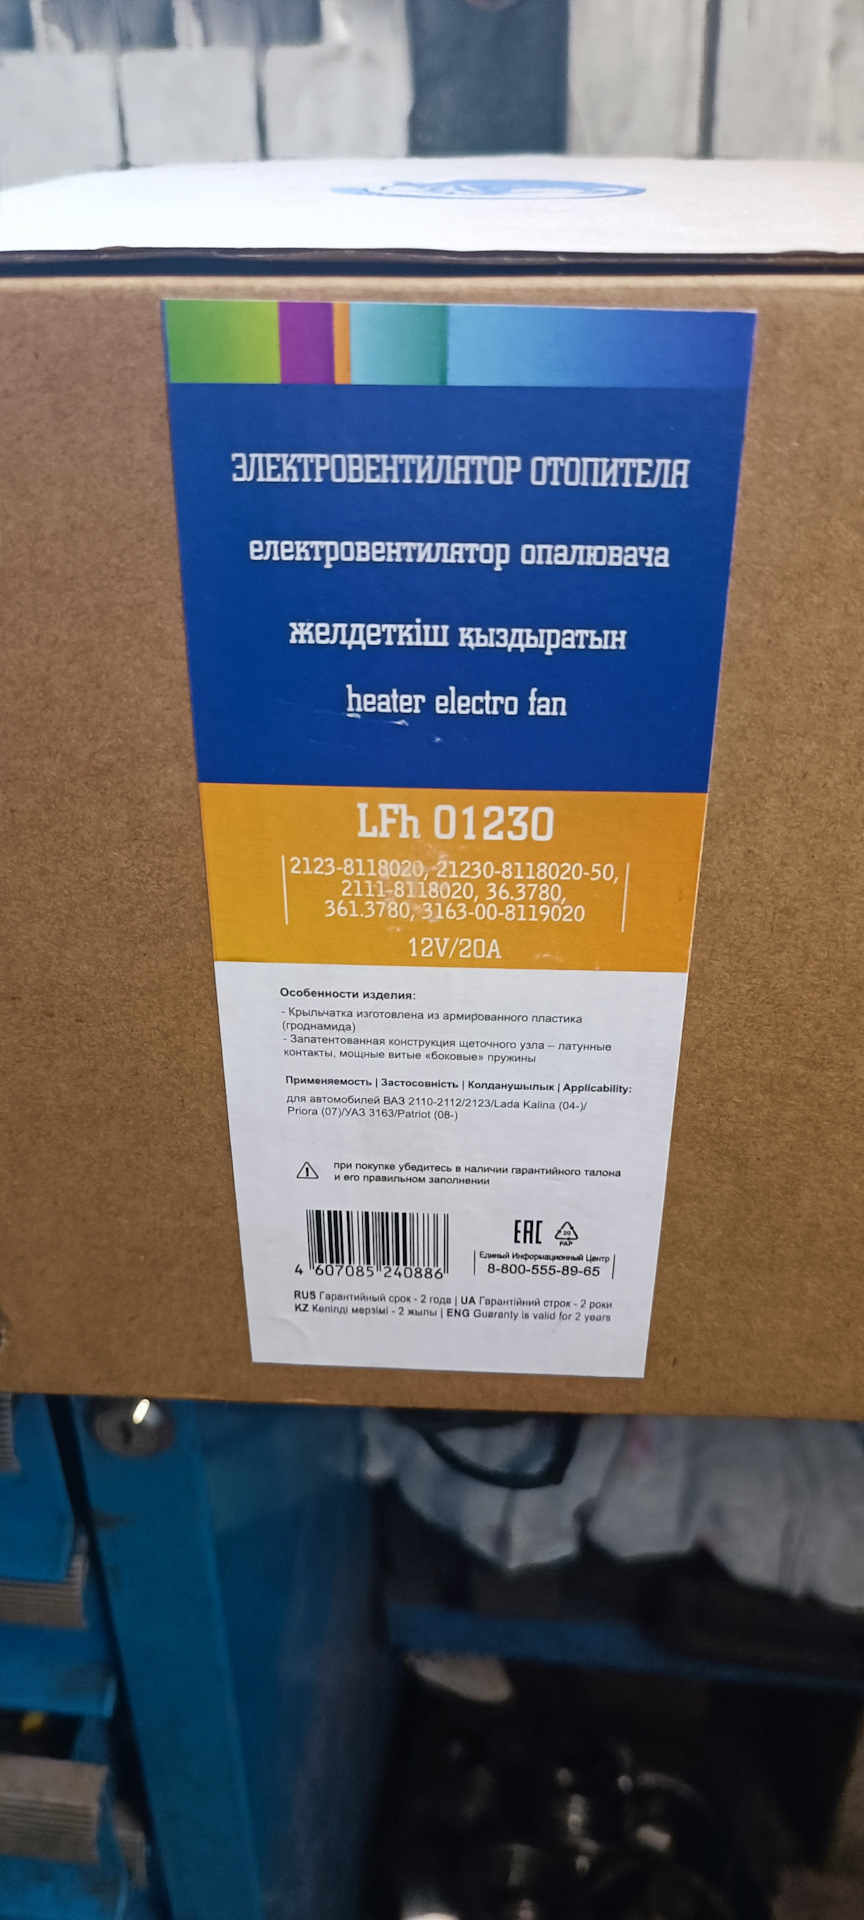 ЭЛЕКТРОВЕНТИЛЯТОР ОТОПИТЕЛЯ
електровентилятор опалювача
желдеткіш қыздыратын
heater electro fan
LFh 01230
2123-8118020, 21230-8118020-50,
2111-8118020, 36.3780,
361.3780, 3163-00-8119020
12V/20A
Особенности изделия:
- Крыльчатка изготовлена из армированного пластика
(гроднамида)
- Запатентованная конструкция щеточного узла – латунные
контакты, мощные витые «боковые» пружины
Применяемость | Застосовність | Колданушылык | Applicability:
для автомобилей ВАЗ 2110-2112/2123/Lada Kalina (04-)/
Priora (07)/УАЗ 3163/Patriot (08-)
при покупке убедитесь в наличии гарантийного талона
и его правильном заполнении
EAC
20
PAP
Единый Информационный Центр
8-800-555-89-65
4 607085 240886
RUS Гарантийный срок - 2 года | UA Гарантійний строк - 2 роки
KZ Кепілді мерзімі - 2 жылы | ENG Guaranty is valid for 2 years